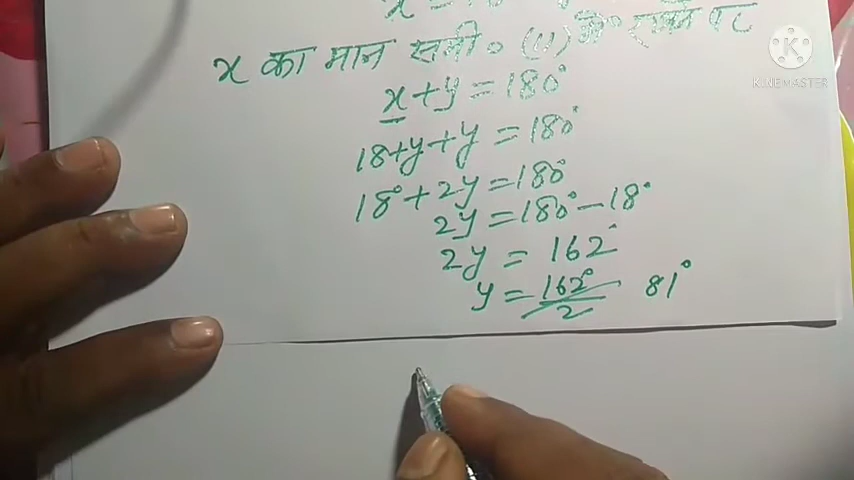 x का मान समी० (ii) में रखने पर
x+y=180°
18+y+y=180°
18°+2y=180°
2y=180°-18°
2y=162°
y=162°/2 81°
KINEMASTER